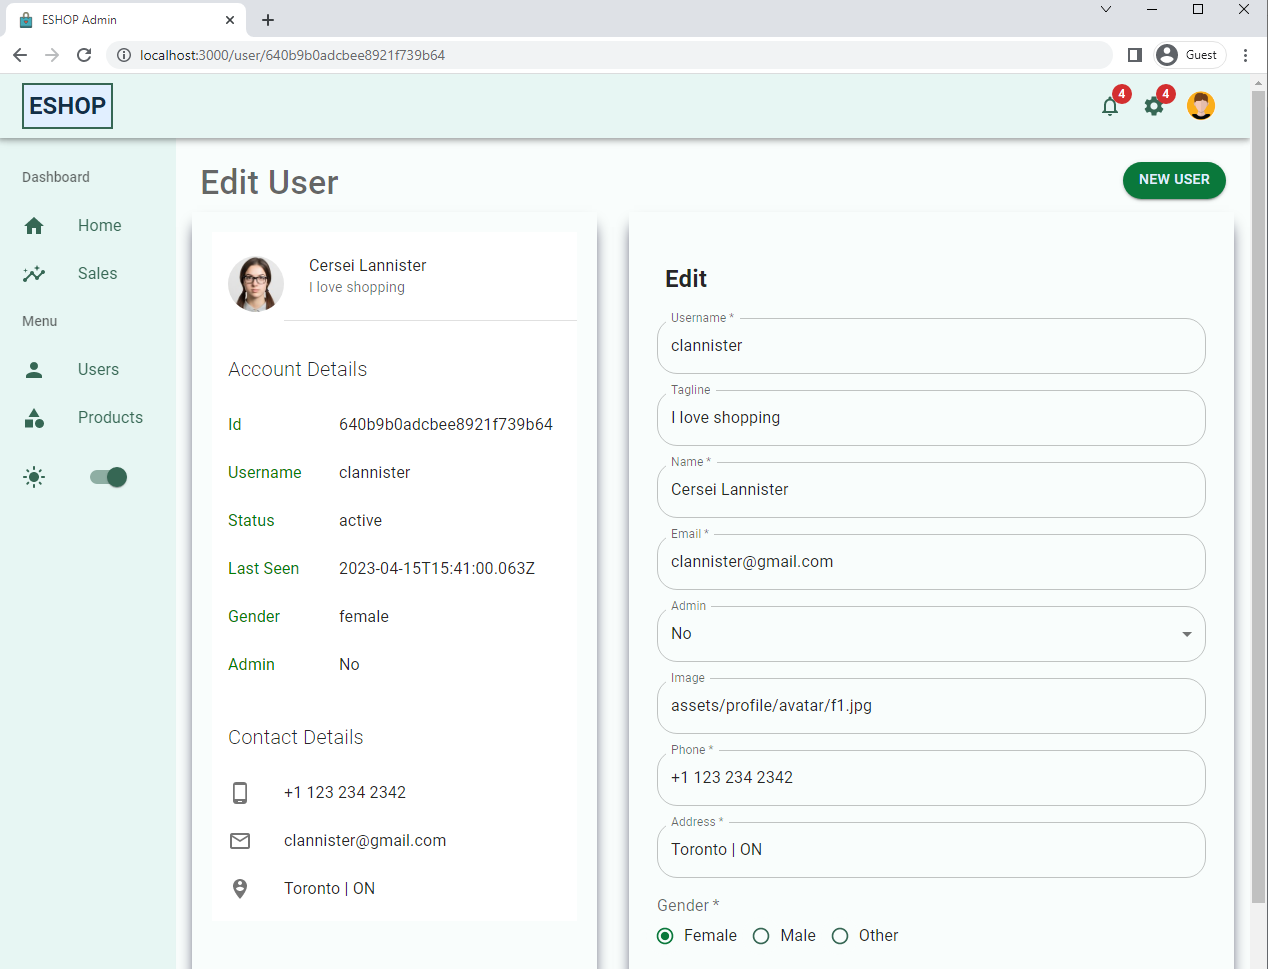 ESHOP Admin
localhost:3000/user/640b9b0adcbee8921f739b64
Guest
ESHOP
4
4
Dashboard
Home
Sales
Menu
Users
Products
Edit User
NEW USER
Cersei Lannister
I love shopping
Account Details
Id 640b9b0adcbee8921f739b64
Username clannister
Status active
Last Seen 2023-04-15T15:41:00.063Z
Gender female
Admin No
Contact Details
+1 123 234 2342
clannister@gmail.com
Toronto | ON
Edit
Username *
clannister
Tagline
I love shopping
Name *
Cersei Lannister
Email *
clannister@gmail.com
Admin
No
Image
assets/profile/avatar/f1.jpg
Phone *
+1 123 234 2342
Address *
Toronto | ON
Gender *
Female Male Other